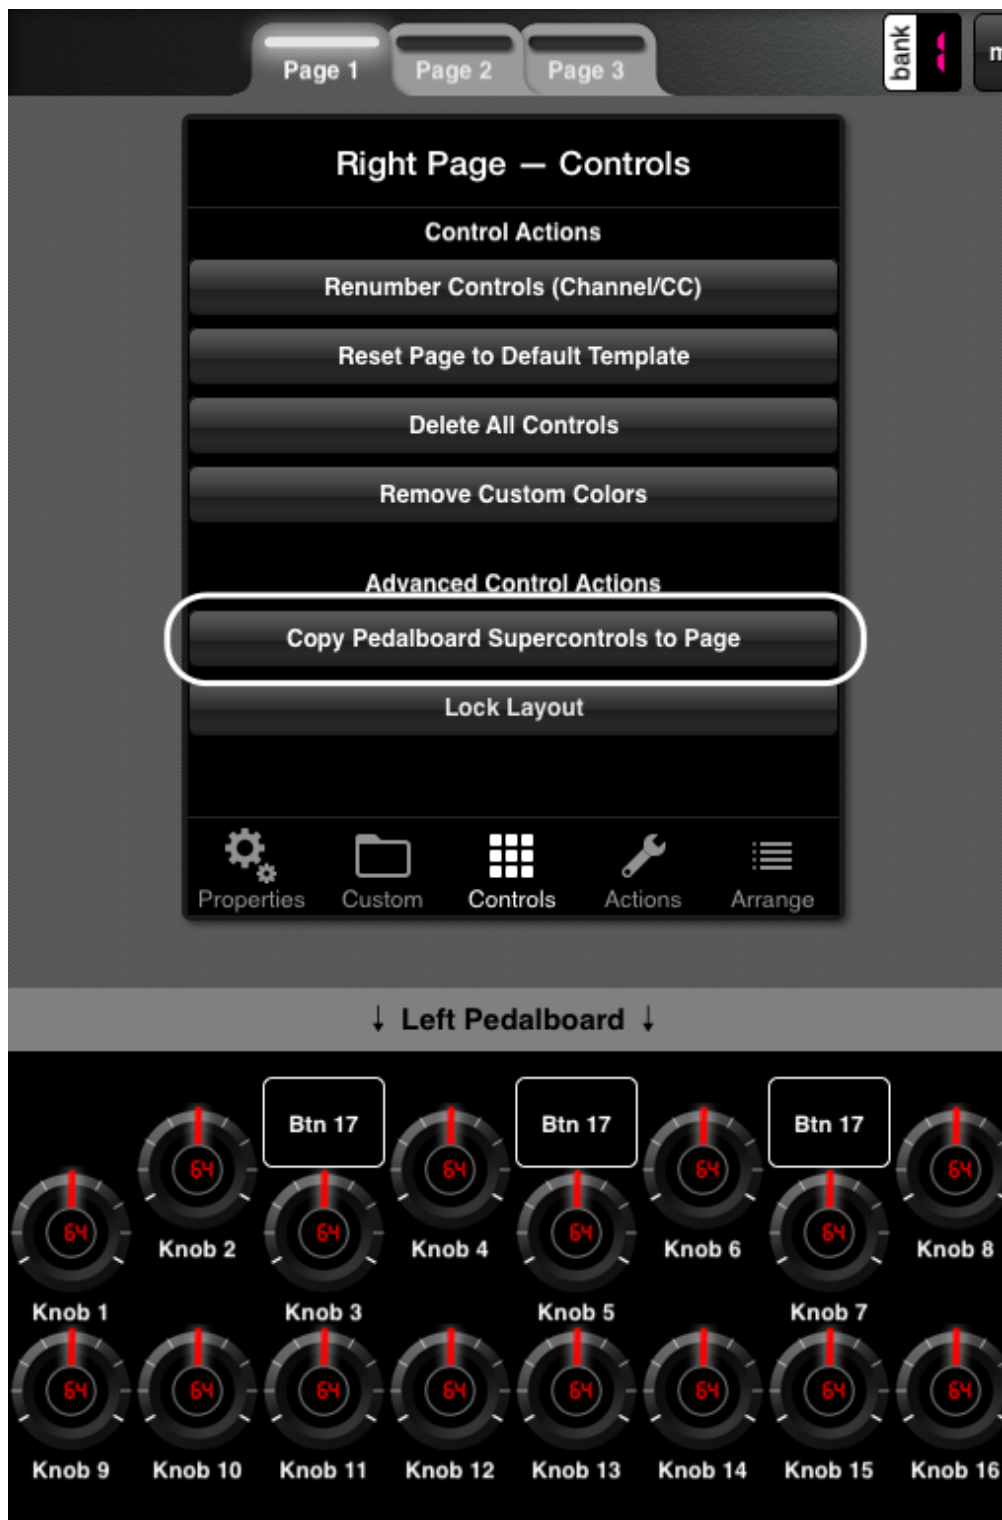 Page 1 Page 2 Page 3
bank
Right Page — Controls
Control Actions
Renumber Controls (Channel/CC)
Reset Page to Default Template
Delete All Controls
Remove Custom Colors
Advanced Control Actions
Copy Pedalboard Supercontrols to Page
Lock Layout
Properties Custom Controls Actions Arrange
↓ Left Pedalboard ↓
Btn 17 Btn 17 Btn 17
64 64 64 64
64 64 64 64
Knob 2 Knob 4 Knob 6 Knob 8
Knob 1 Knob 3 Knob 5 Knob 7
64 64 64 64 64 64 64 64
Knob 9 Knob 10 Knob 11 Knob 12 Knob 13 Knob 14 Knob 15 Knob 16